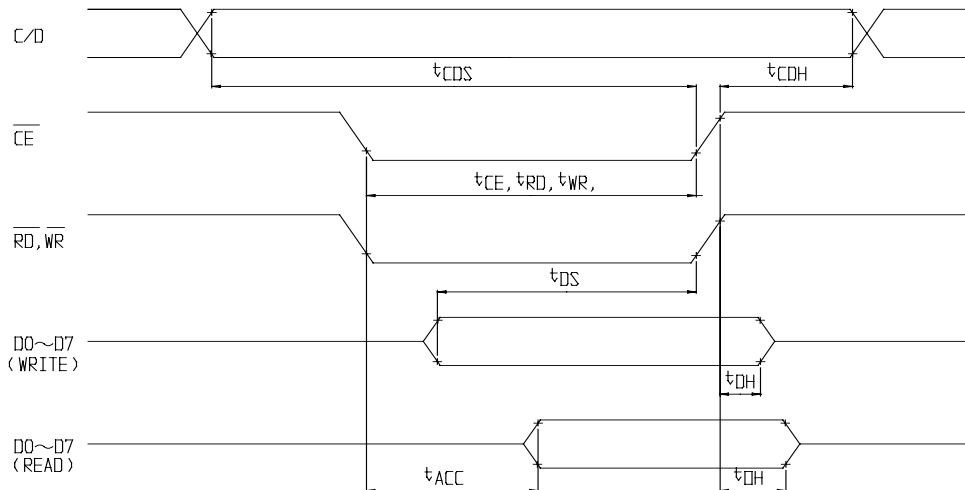 C/D
tCDS
tCDH
CE
tCE, tRD, tWR,
RD, WR
tDS
D0～D7
(WRITE)
tDH
D0～D7
(READ)
tACC
tOH